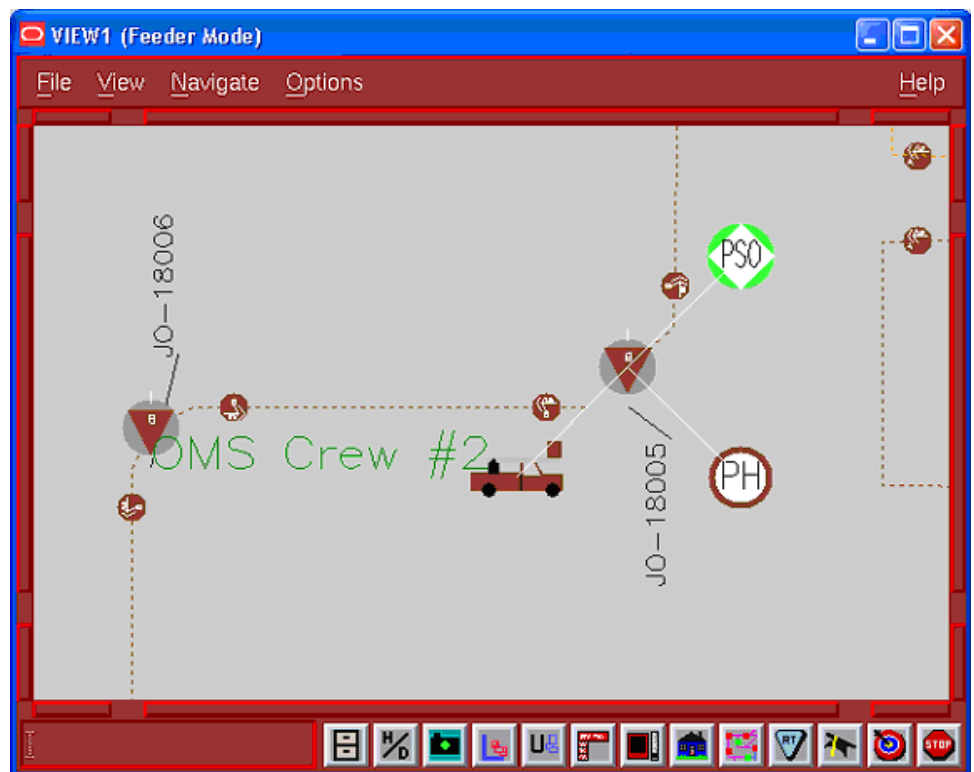 VIEW1 (Feeder Mode)
File View Navigate Options Help
JO-18006
PSO
OMS Crew #2
PH
JO-18005
H/D
U
RT
STOP